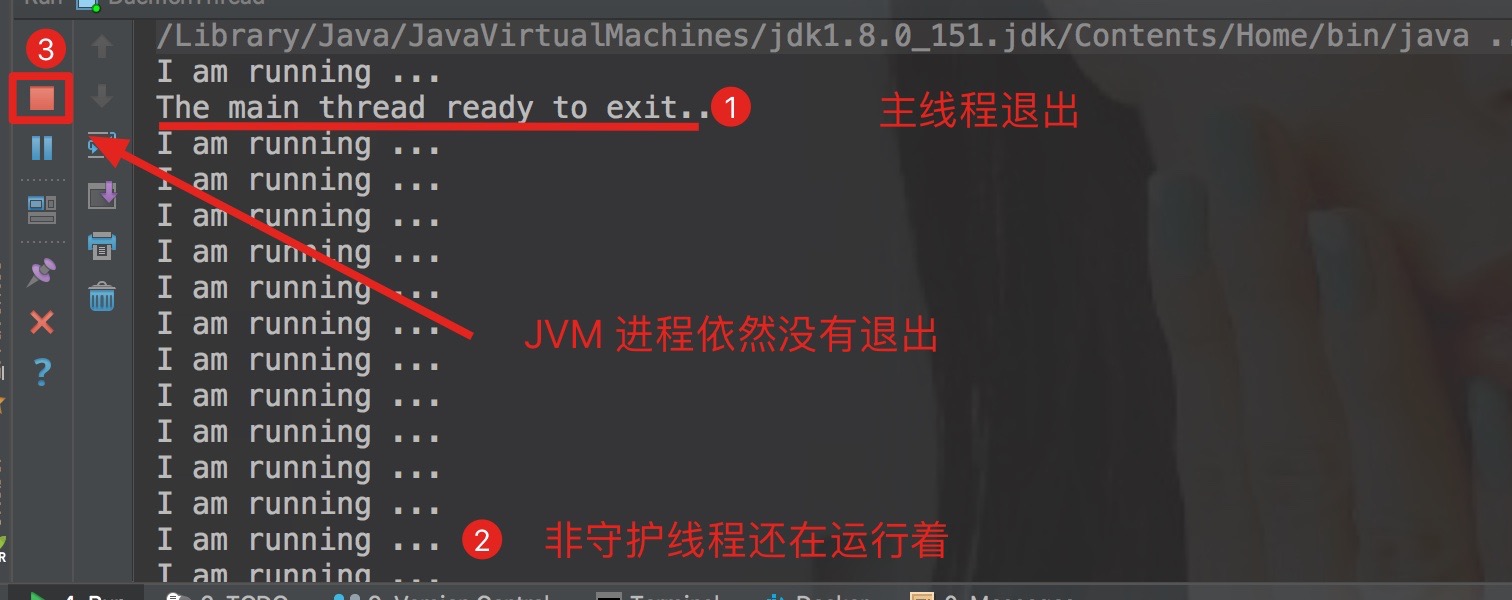 Run DaemonThread
/Library/Java/JavaVirtualMachines/jdk1.8.0_151.jdk/Contents/Home/bin/java ..
3
I am running ...
The main thread ready to exit.. 1 主线程退出
I am running ...
I am running ...
I am running ...
I am running ...
I am running ...
I am running ...
JVM 进程依然没有退出
I am running ...
I am running ...
I am running ...
I am running ...
I am running ...
I am running ... 2 非守护线程还在运行着
I am running ...
4: Run 6: TODO 9: Version Control Terminal Docker 0: Messages